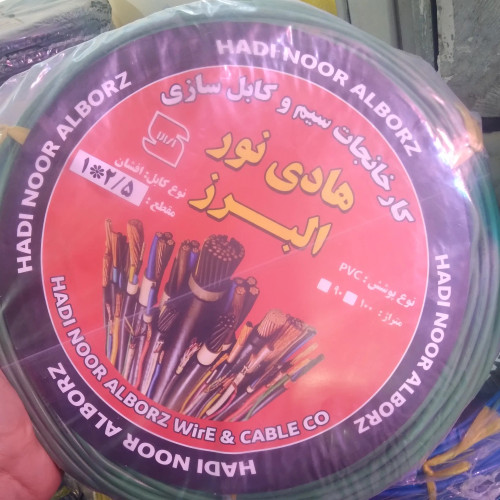 HADI NOOR ALBORZ
HADI NOOR ALBORZ
HADI NOOR ALBORZ
HADI NOOR ALBORZ
کارخانجات سیم و کابل سازی
هادی نور
البرز
نوع کابل: افشان
مقطع: ۱*۲/۵
نوع پوشش: PVC
متراژ: ۱۰۰ ۹۰
HADI NOOR ALBORZ WirE & CABLE CO